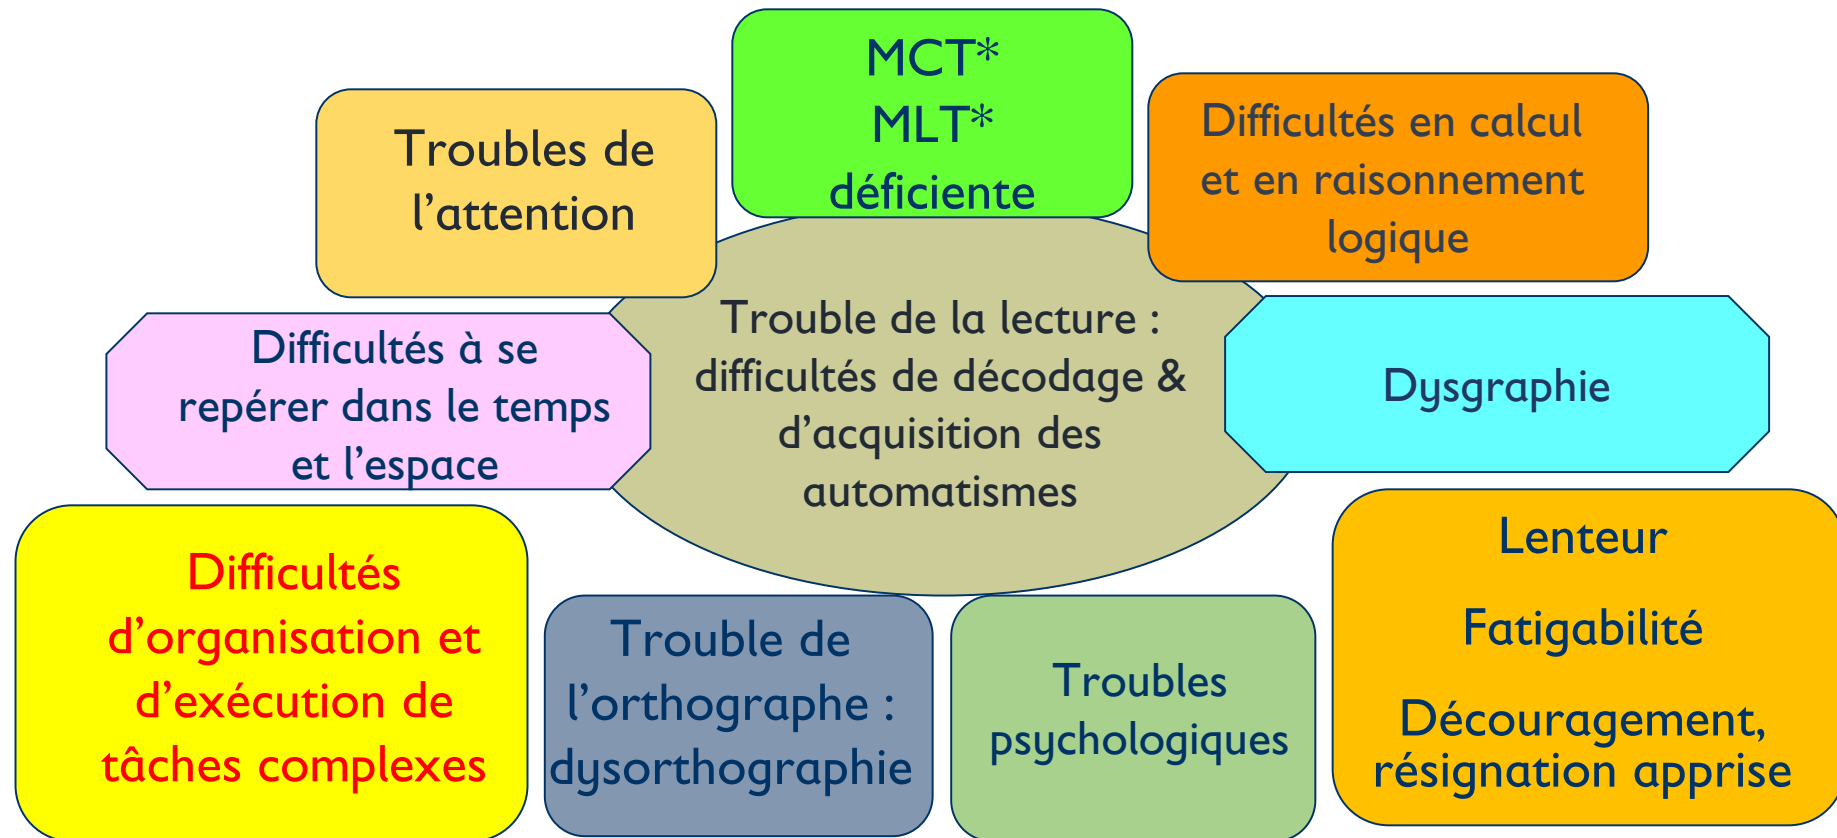 MCT*
MLT*
déficiente
Troubles de
l’attention
Difficultés en calcul
et en raisonnement
logique
Difficultés à se
repérer dans le temps
et l’espace
Trouble de la lecture :
difficultés de décodage &
d’acquisition des
automatismes
Dysgraphie
Difficultés
d’organisation et
d’exécution de
tâches complexes
Trouble de
l’orthographe :
dysorthographie
Troubles
psychologiques
Lenteur
Fatigabilité
Découragement,
résignation apprise